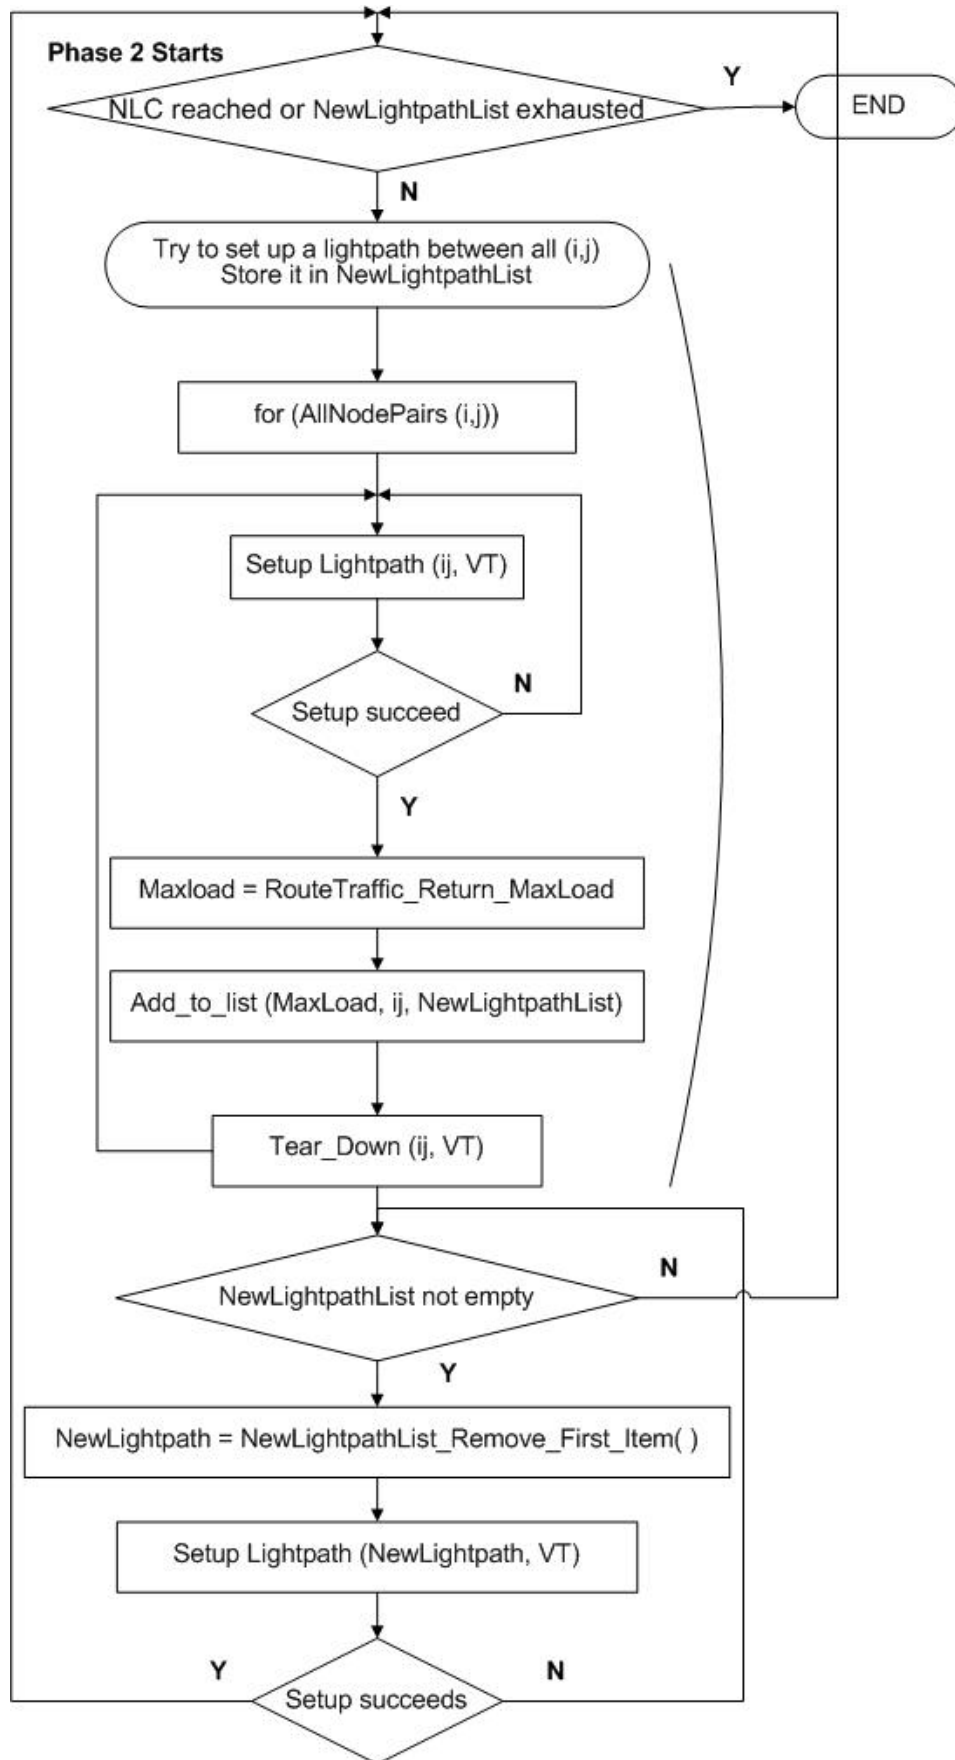 Phase 2 Starts
NLC reached or NewLightpathList exhausted
Y
END
N
Try to set up a lightpath between all (i,j)
Store it in NewLightpathList
for (AllNodePairs (i,j))
Setup Lightpath (ij, VT)
Setup succeed
N
Y
Maxload = RouteTraffic_Return_MaxLoad
Add_to_list (MaxLoad, ij, NewLightpathList)
Tear_Down (ij, VT)
NewLightpathList not empty
N
Y
NewLightpath = NewLightpathList_Remove_First_Item( )
Setup Lightpath (NewLightpath, VT)
Y
N
Setup succeeds